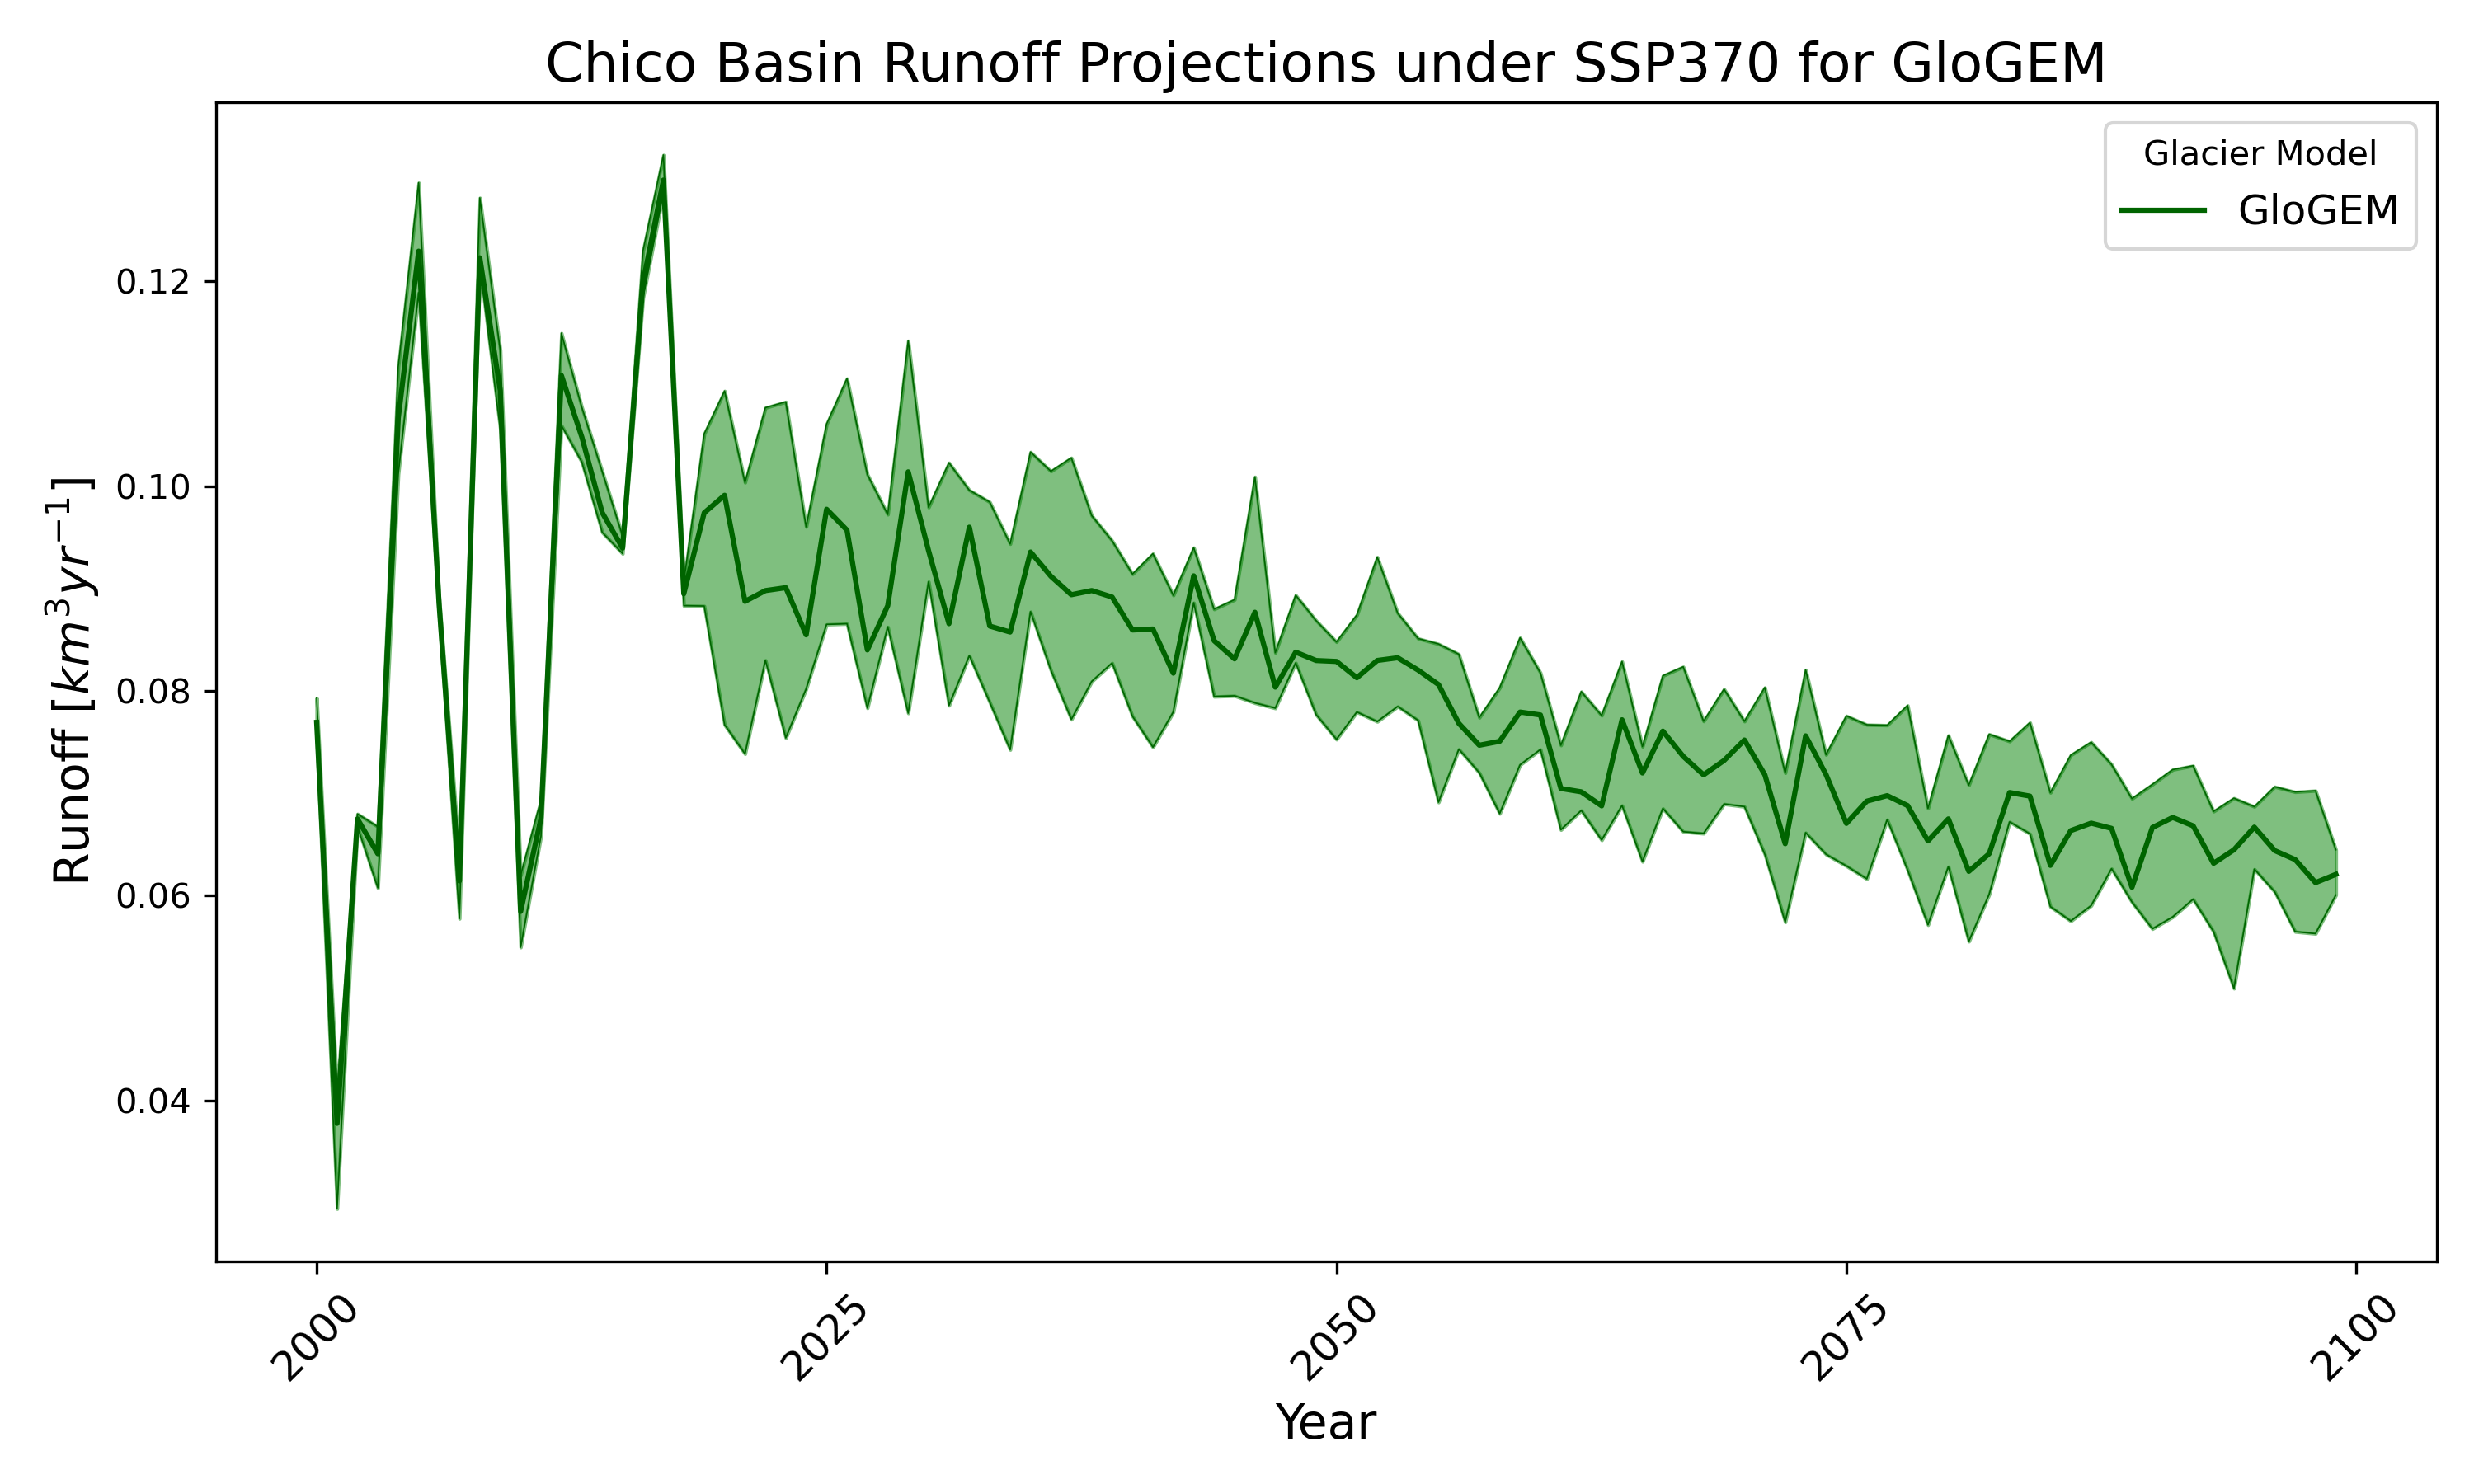 Chico Basin Runoff Projections under SSP370 for GloGEM
Glacier Model
GloGEM
Runoff [km³yr⁻¹]
0.12
0.10
0.08
0.06
0.04
2000
2025
2050
2075
2100
Year